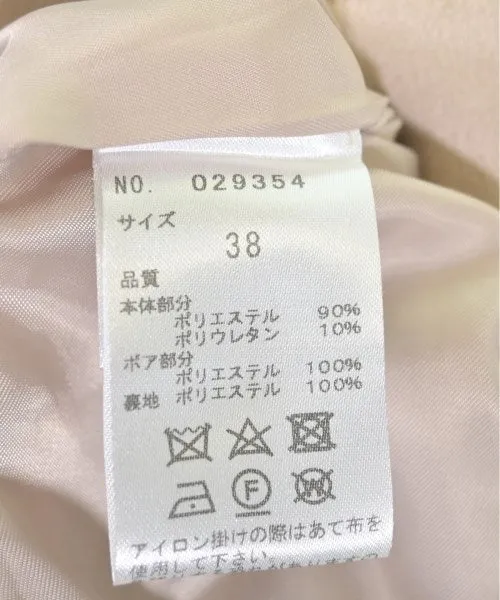 NO. 029354
サイズ
38
品質
本体部分
ポリエステル 90%
ポリウレタン 10%
ボア部分
ポリエステル 100%
裏地 ポリエステル 100%
F
W
アイロン掛けの際はあて布を
使用して下さい。